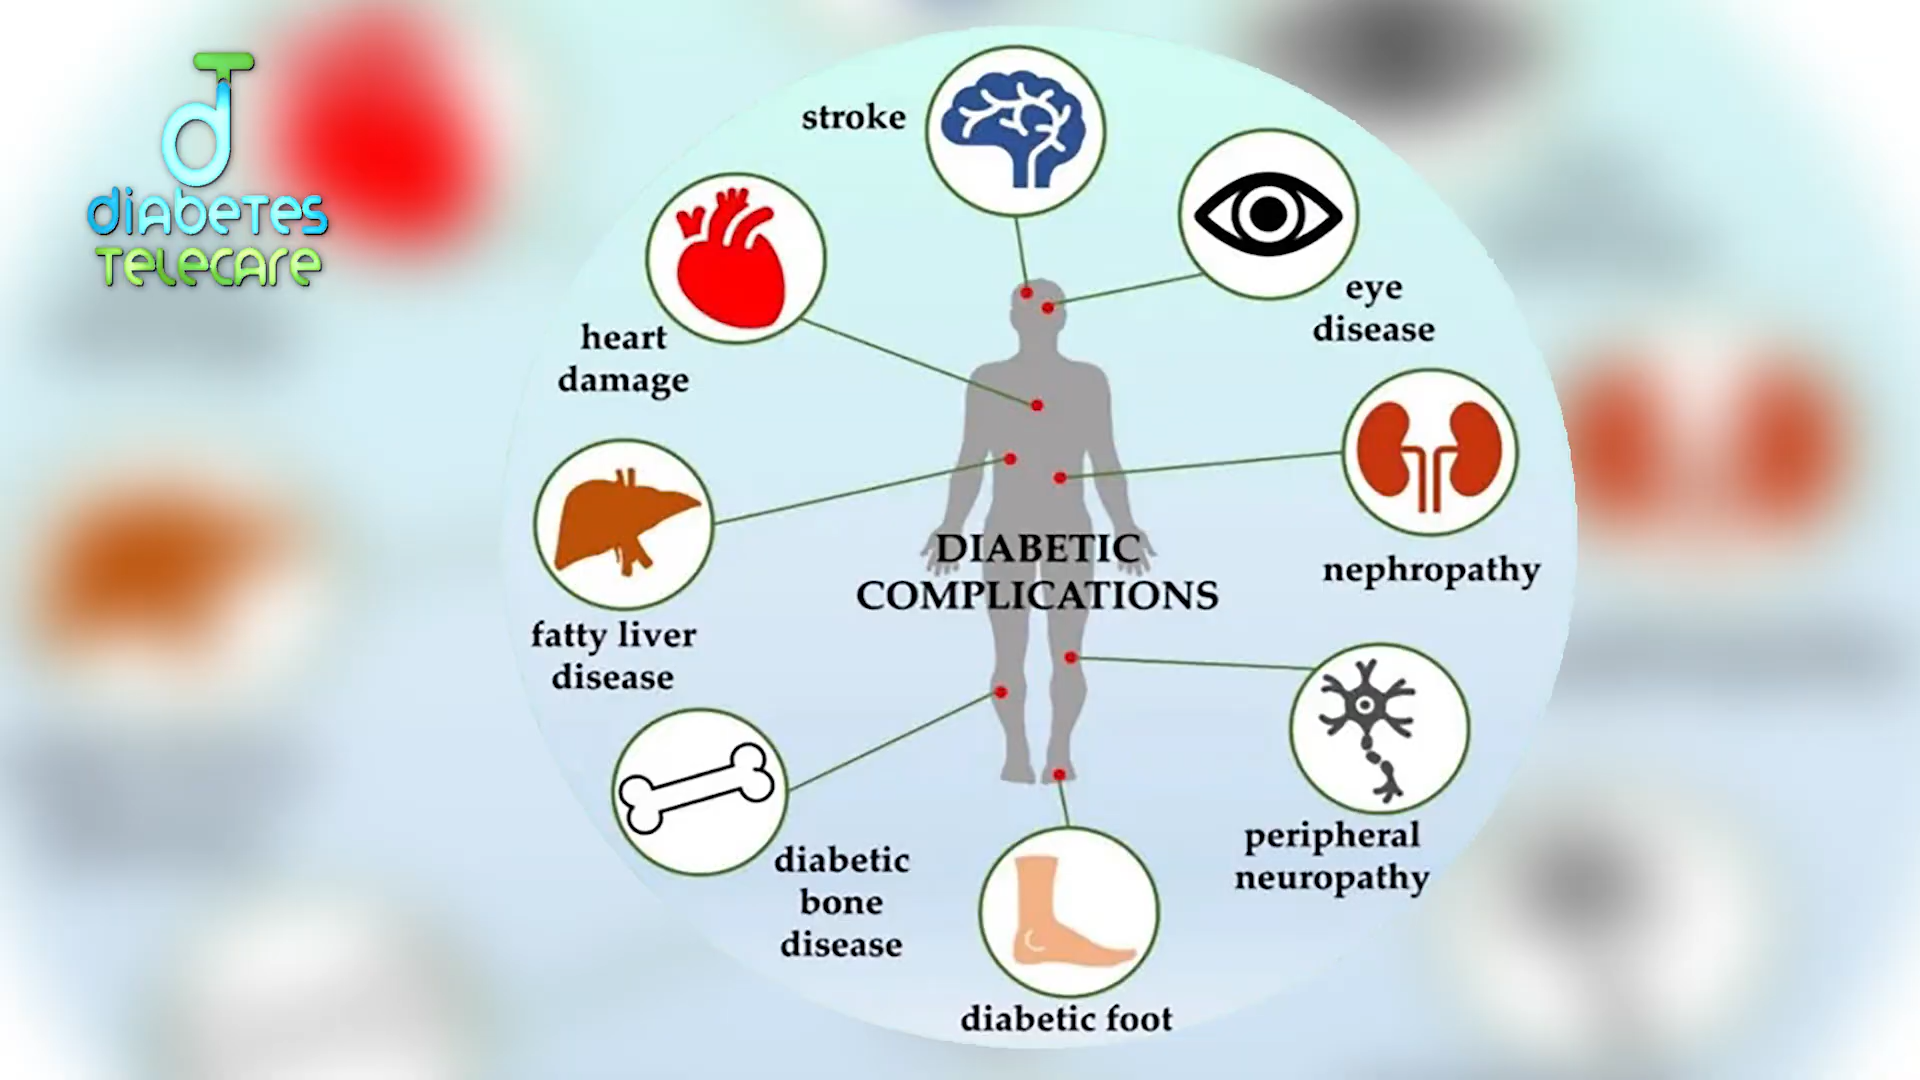 dT
diabetes
Telecare
stroke
eye
disease
heart
damage
nephropathy
DIABETIC
COMPLICATIONS
fatty liver
disease
peripheral
neuropathy
diabetic
bone
disease
diabetic foot